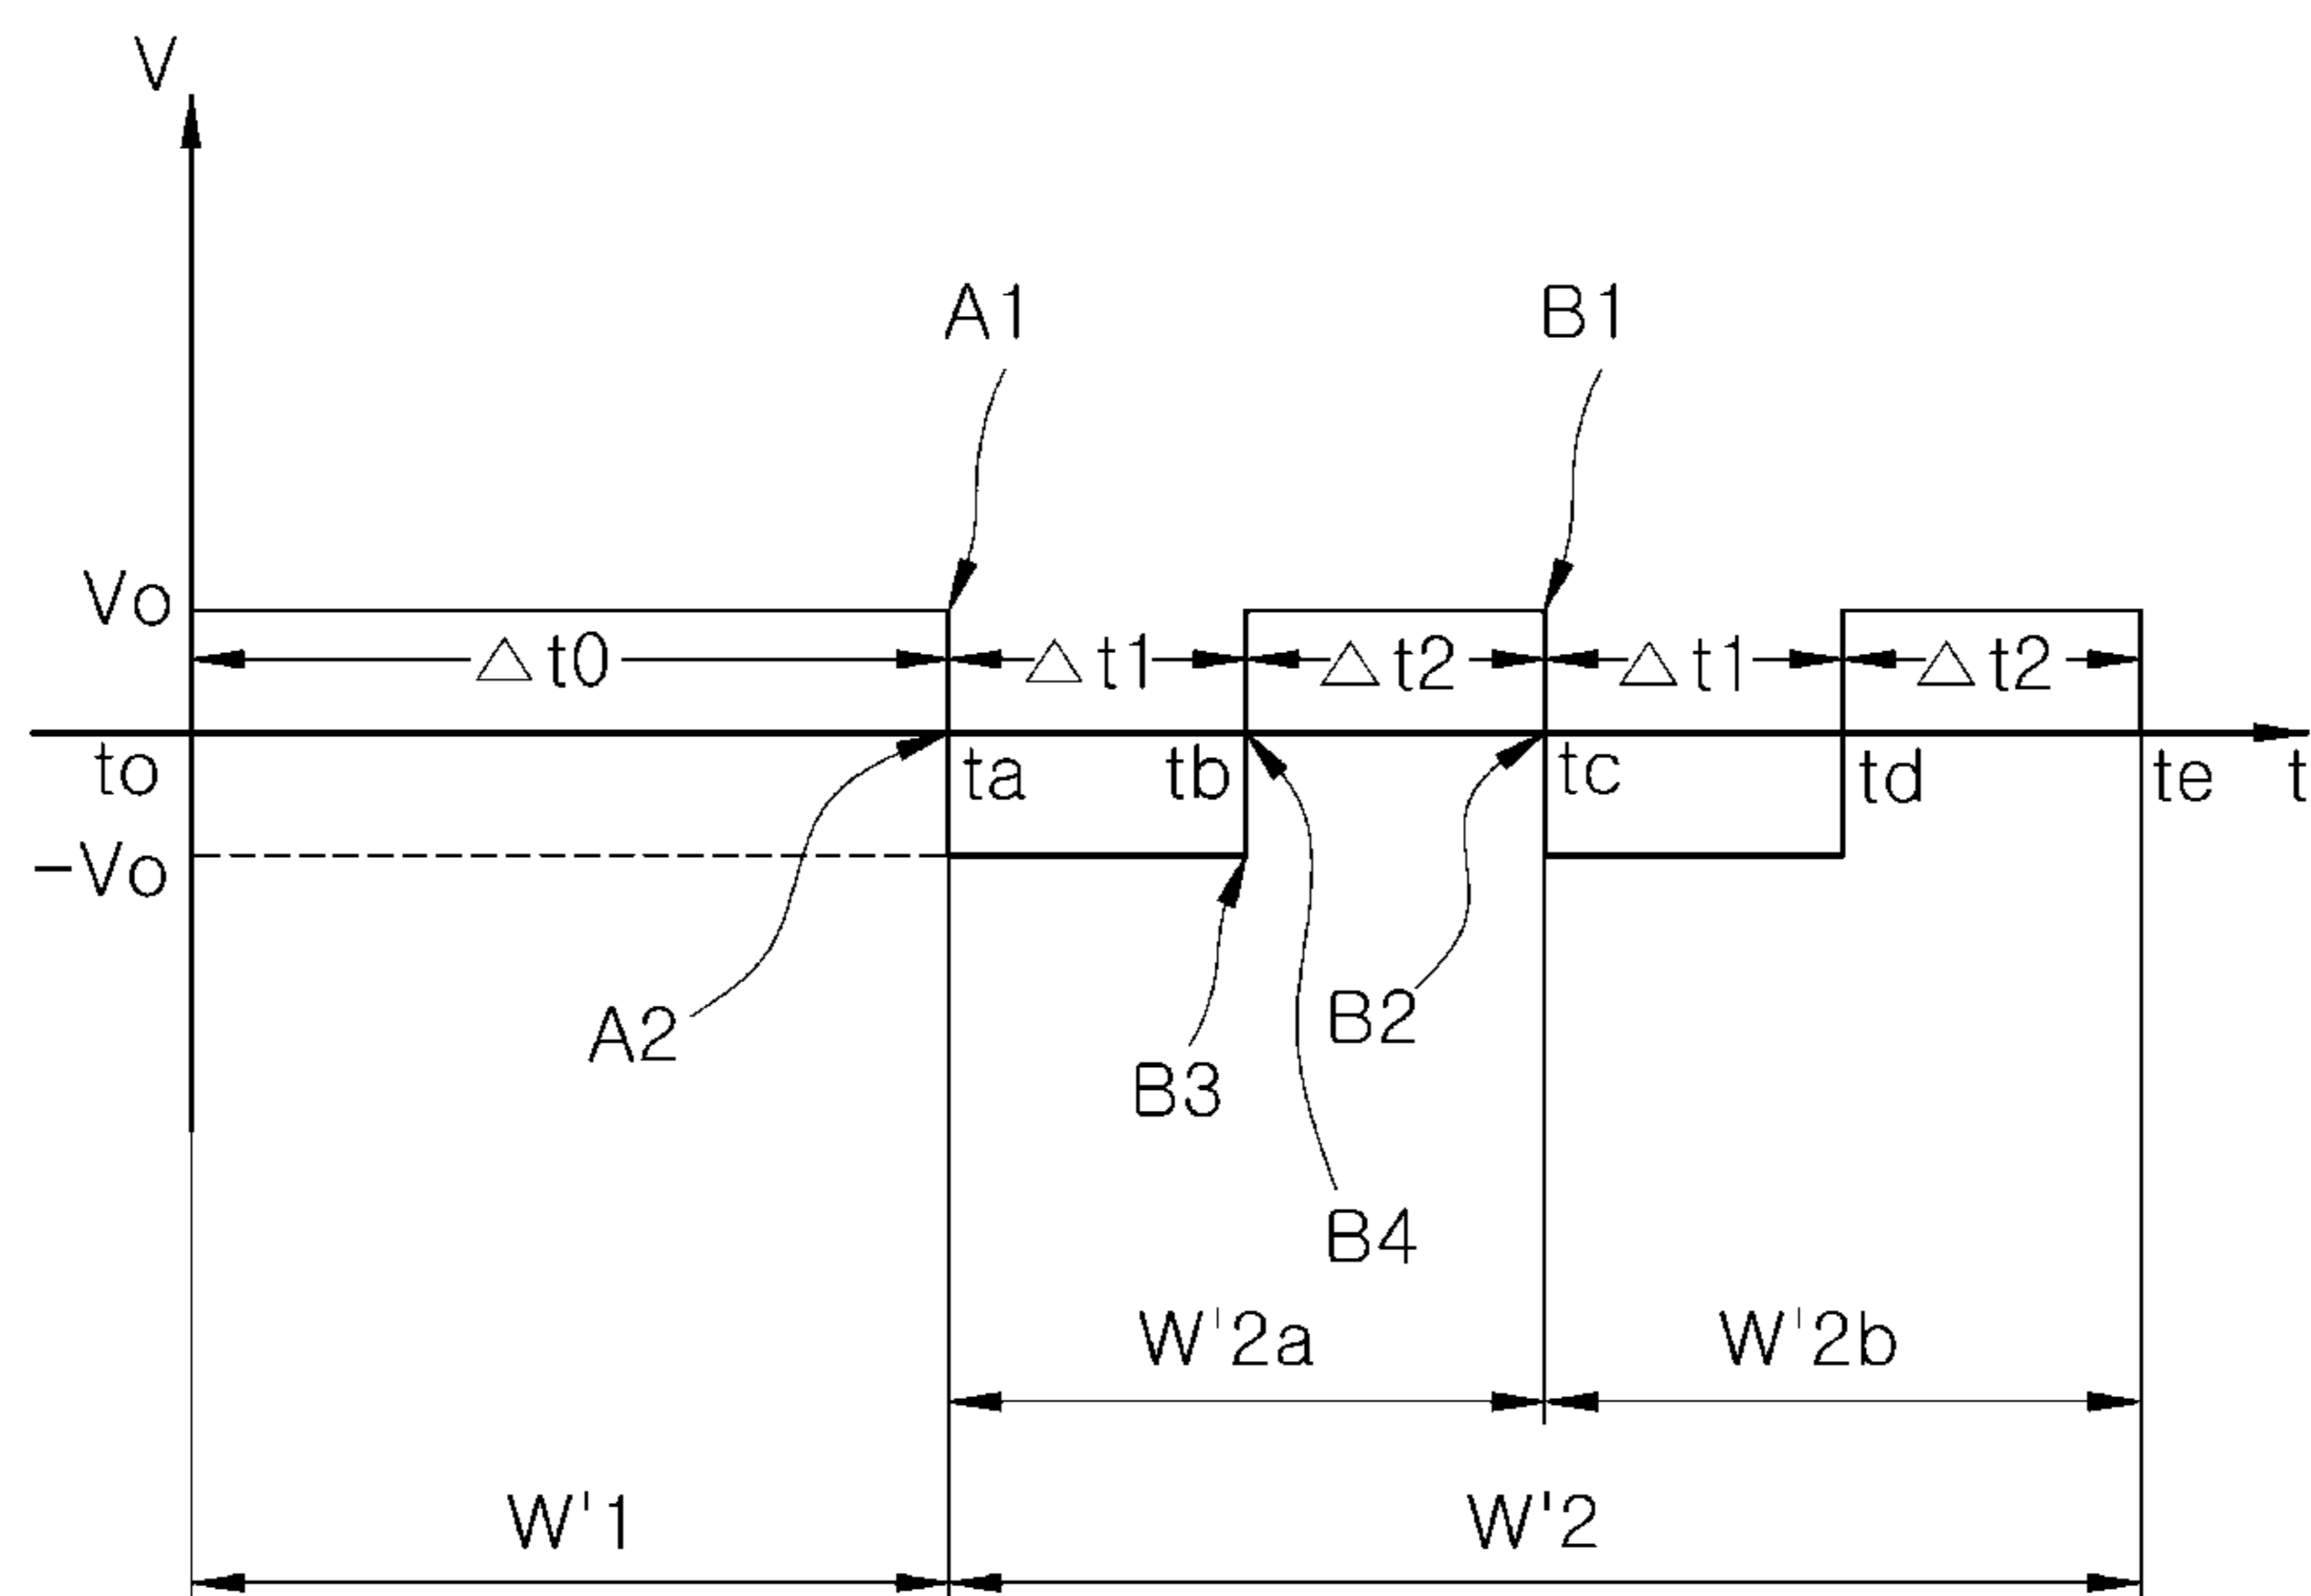 V
A1
B1
Vo
△t0
△t1
△t2
△t1
△t2
to
ta
tb
tc
td
te
t
-Vo
A2
B3
B2
B4
W'2a
W'2b
W'1
W'2